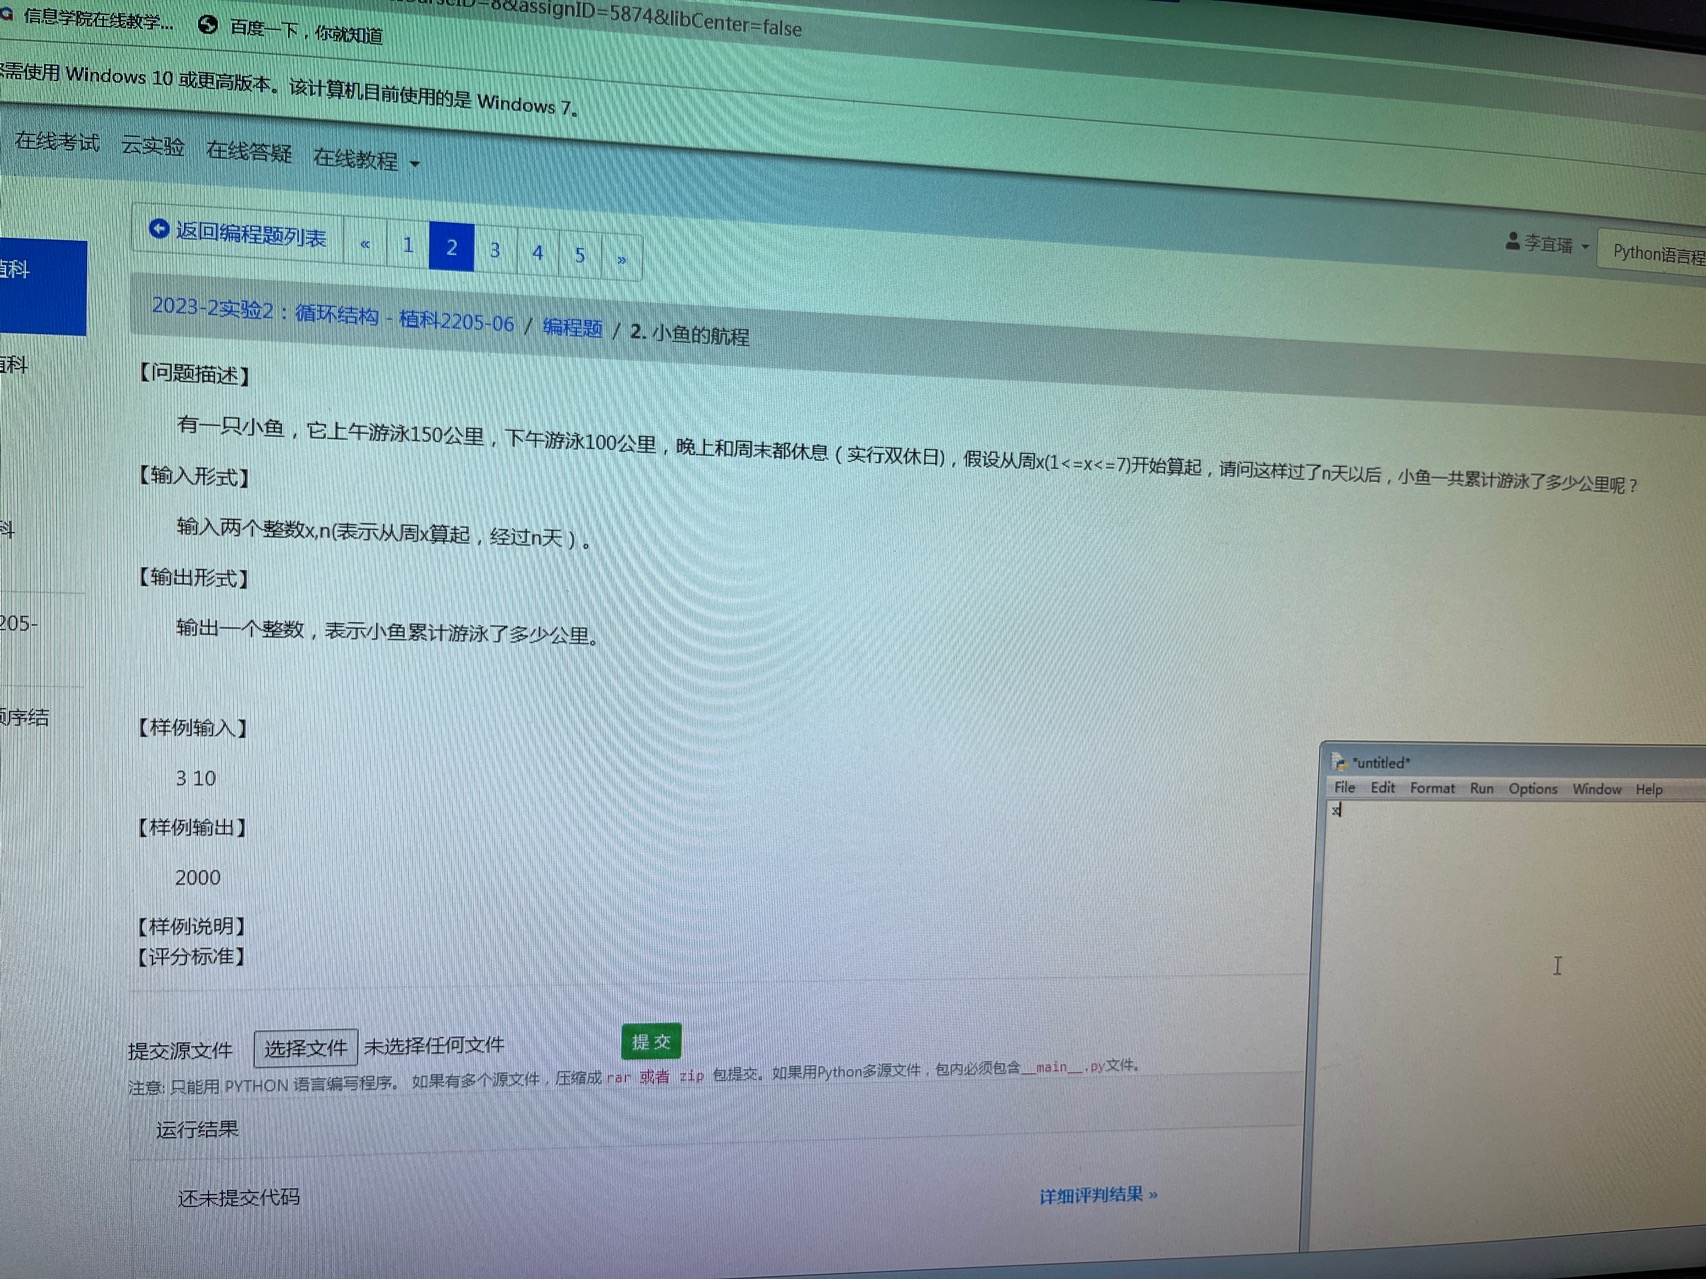 信息学院在线教学... 百度一下，你就知道
8&assignID=5874&libCenter=false
需使用 Windows 10 或更高版本。该计算机目前使用的是 Windows 7。
在线考试 云实验 在线答疑 在线教程
李宜璠 Python语言程
返回编程题列表 « 1 2 3 4 5 »
植科
2023-2实验2：循环结构 - 植科2205-06 / 编程题 / 2. 小鱼的航程
植科
【问题描述】
有一只小鱼，它上午游泳150公里，下午游泳100公里，晚上和周末都休息（实行双休日)，假设从周x(1<=x<=7)开始算起，请问这样过了n天以后，小鱼一共累计游泳了多少公里呢？
【输入形式】
输入两个整数x,n(表示从周x算起，经过n天）。
科
【输出形式】
输出一个整数，表示小鱼累计游泳了多少公里。
205-
【样例输入】
3 10
序结
【样例输出】
2000
【样例说明】
【评分标准】
*untitled*
File Edit Format Run Options Window Help
x
提交源文件 选择文件 未选择任何文件 提交
注意: 只能用 PYTHON 语言编写程序。 如果有多个源文件，压缩成 rar 或者 zip 包提交。如果用Python多源文件，包内必须包含__main__.py文件。
运行结果
还未提交代码 详细评判结果 »